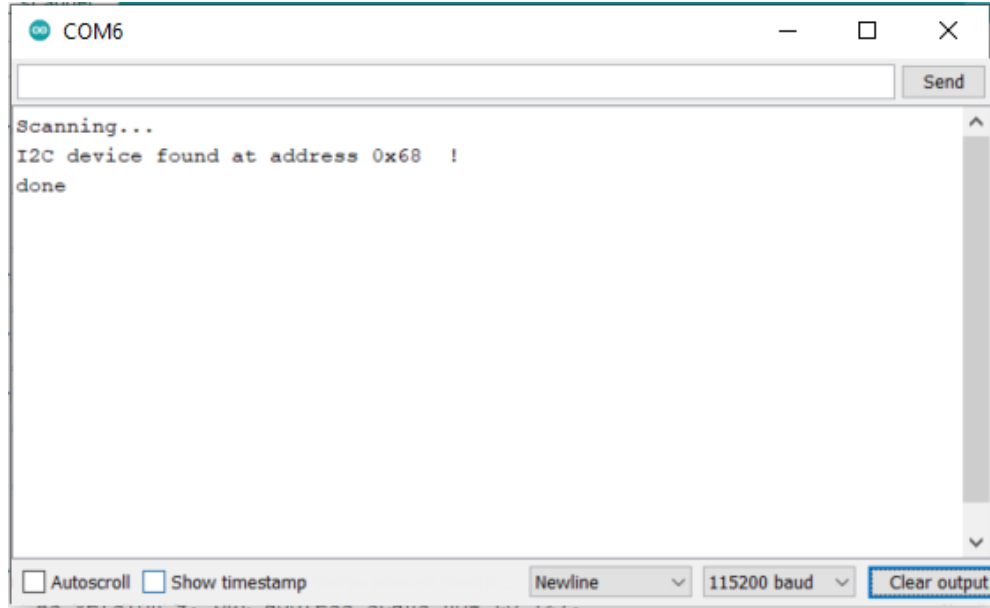 COM6
Send
Scanning...
I2C device found at address 0x68  !
done
Autoscroll Show timestamp Newline 115200 baud Clear output